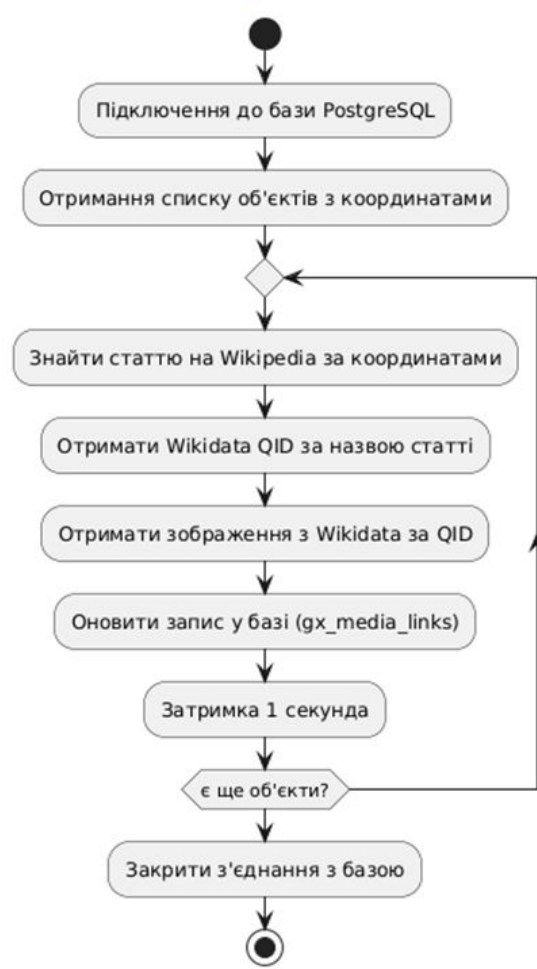 Підключення до бази PostgreSQL
Отримання списку об'єктів з координатами
Знайти статтю на Wikipedia за координатами
Отримати Wikidata QID за назвою статті
Отримати зображення з Wikidata за QID
Оновити запис у базі (gx_media_links)
Затримка 1 секунда
є ще об'єкти?
Закрити з'єднання з базою